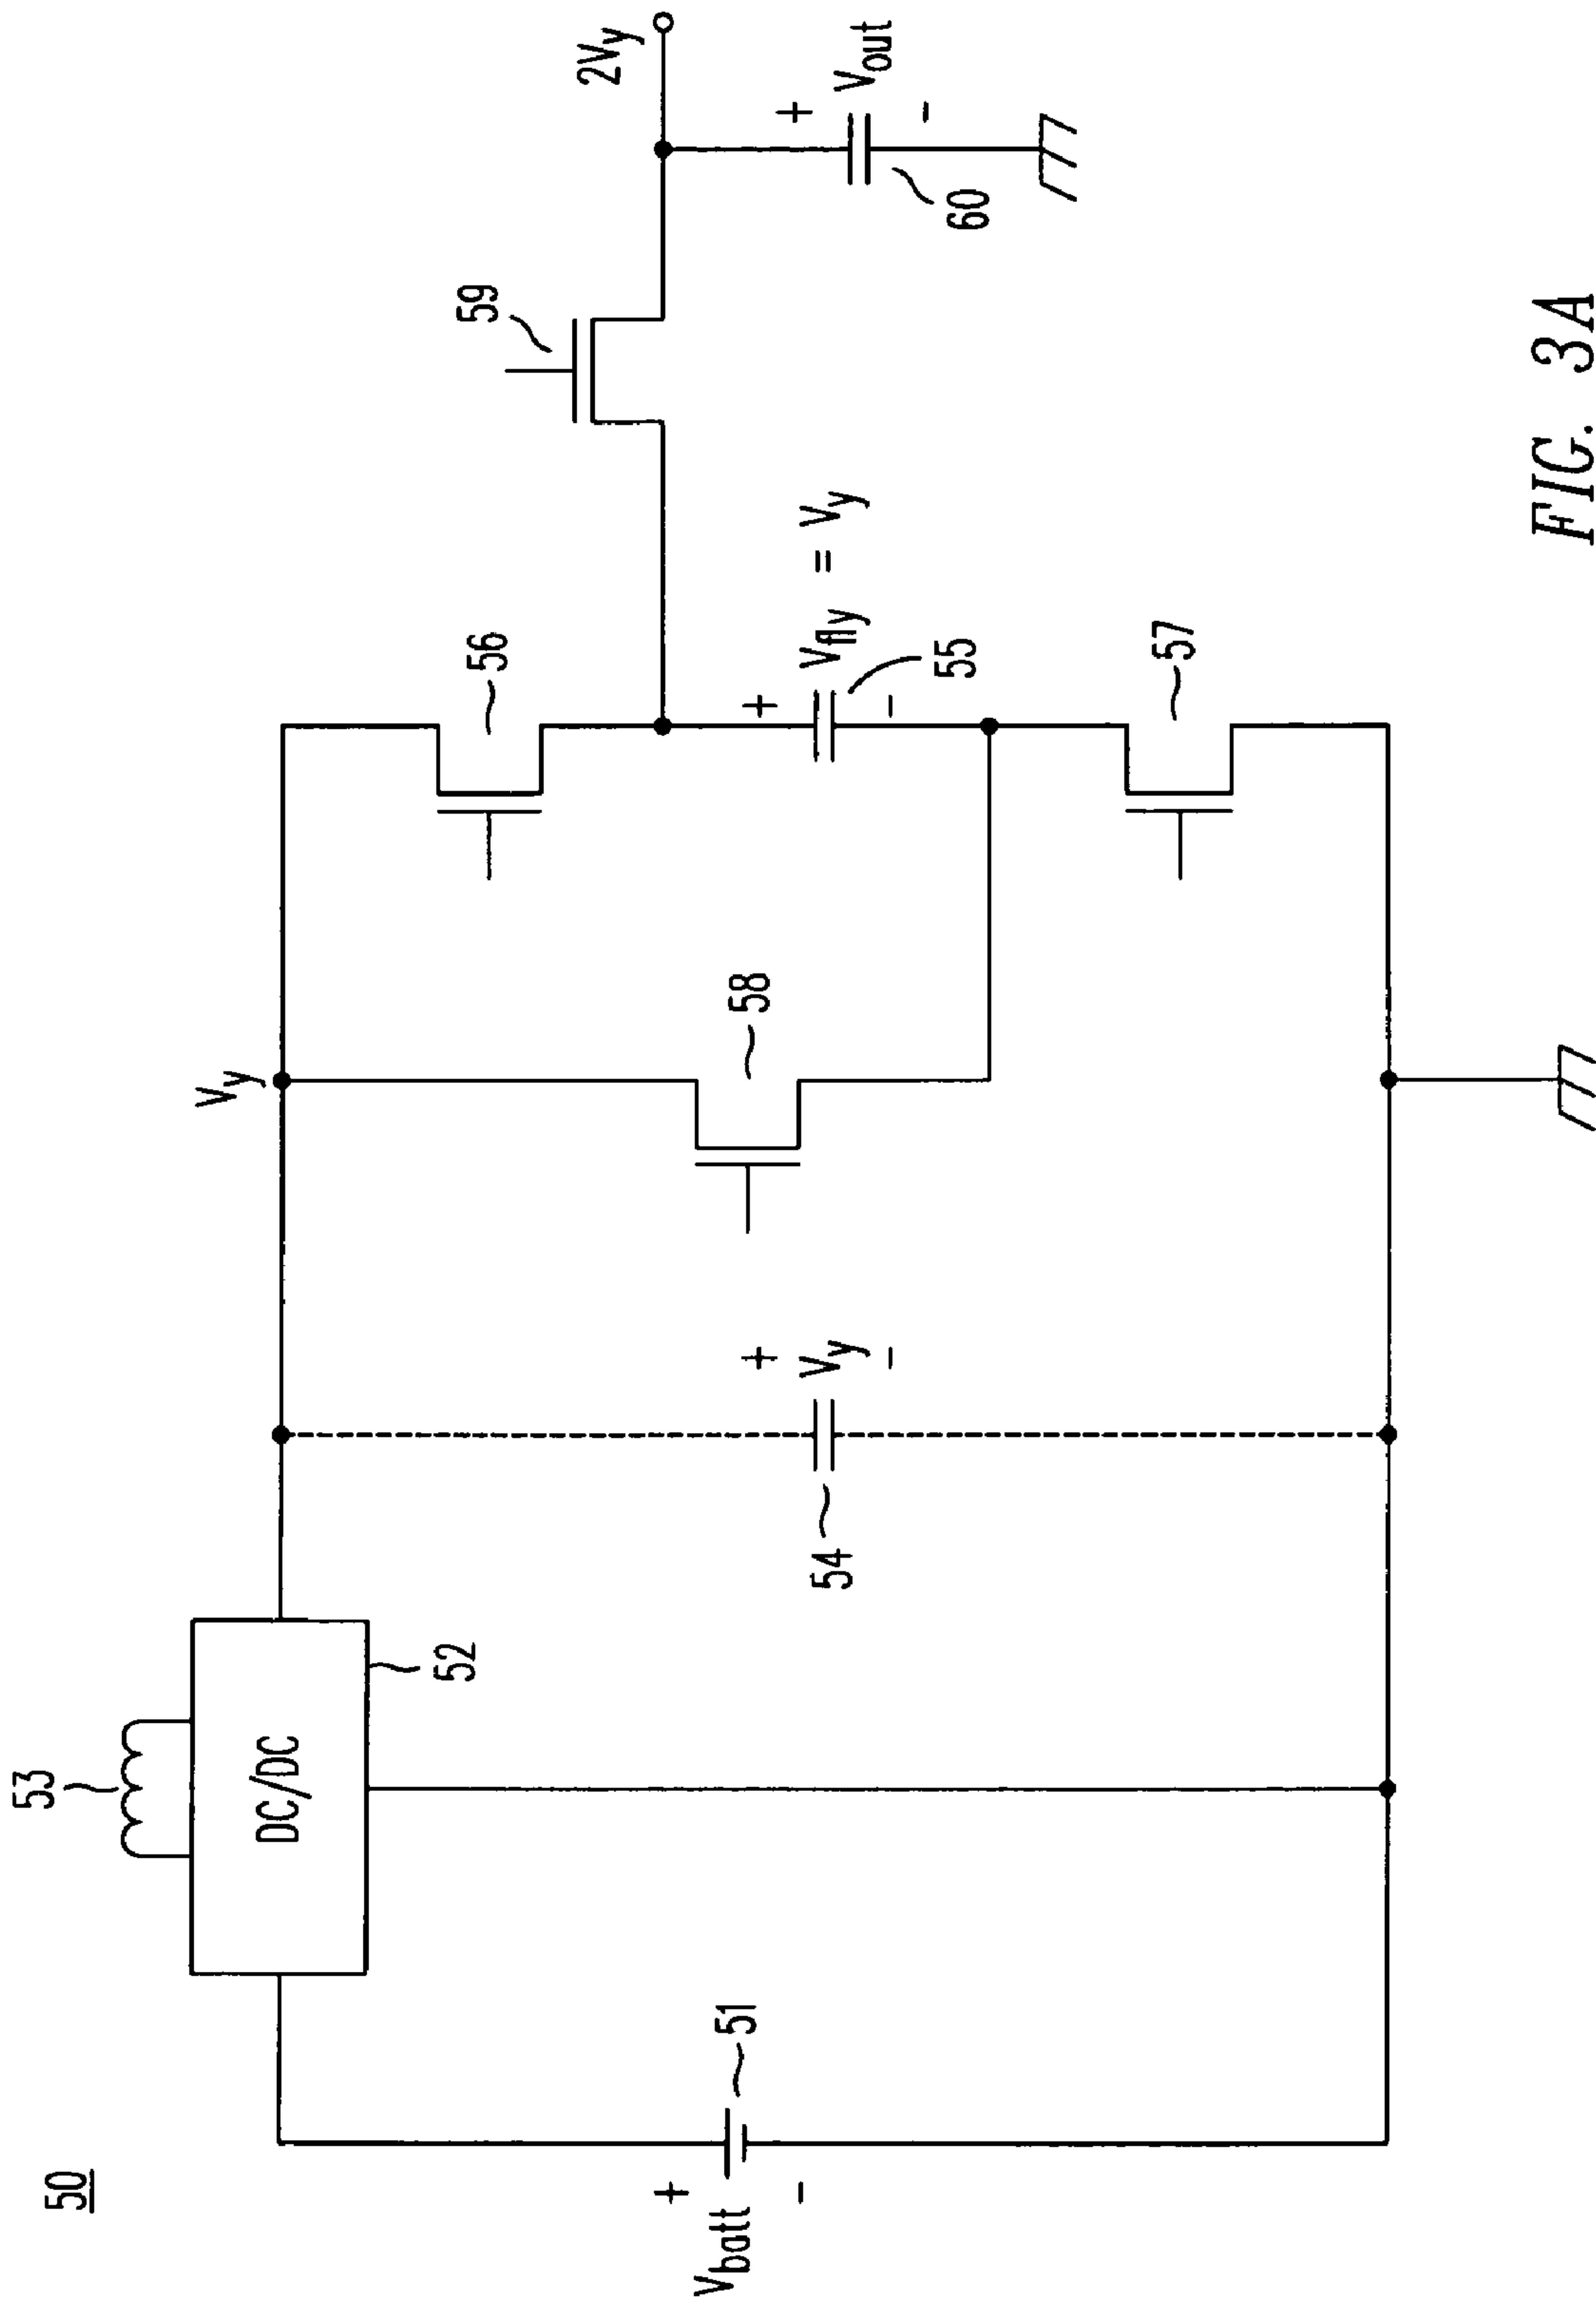 50
53
DC/DC
52
Vbatt
+
-
51
54
+
Vy
-
Vy
58
56
+
-
Vfly = Vy
55
57
59
2Vy
+
-
Vout
60
FIG. 3A